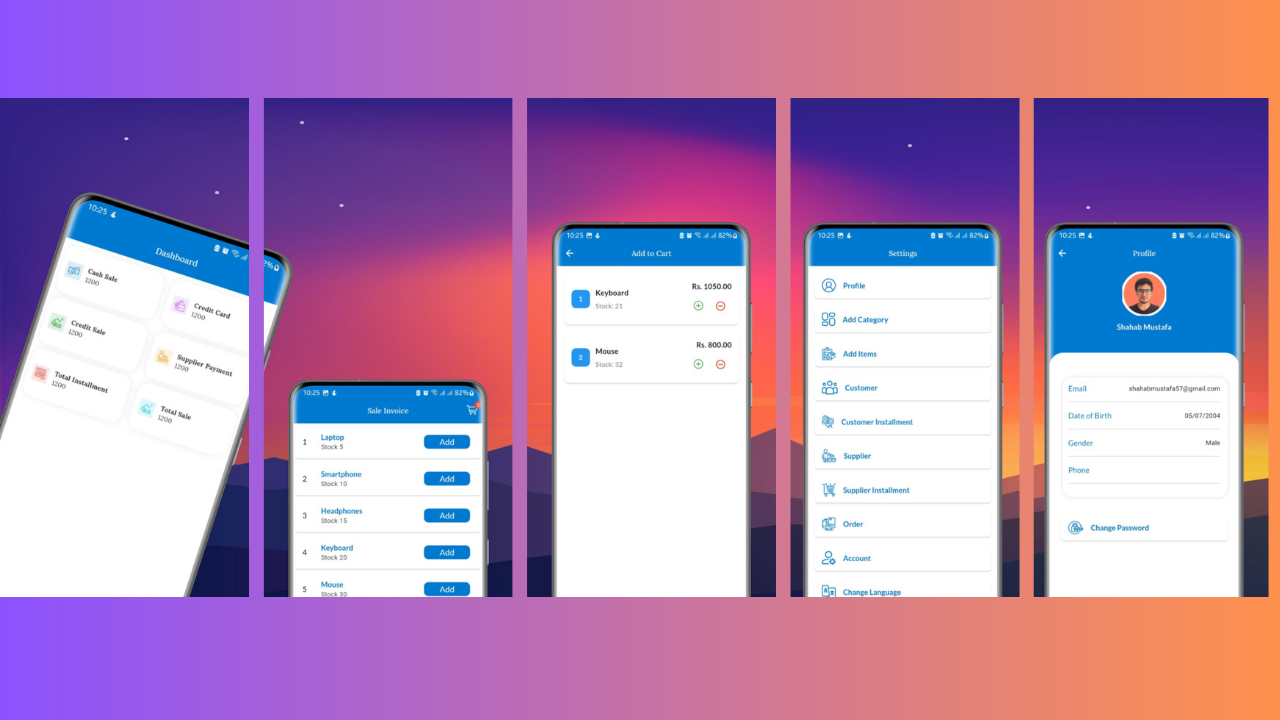 10:25
Dashboard
Cash Sale
1200
Credit Card
1200
Credit Sale
1200
Supplier Payment
1200
Total Installment
1200
Total Sale
1200
10:25 82%
Sale Invoice
1 Laptop Add
Stock 5
2 Smartphone Add
Stock 10
3 Headphones Add
Stock 15
4 Keyboard Add
Stock 20
5 Mouse Add
Stock 30
10:25 82%
Add to Cart
Rs. 1050.00
1 Keyboard
Stock: 21
Rs. 800.00
2 Mouse
Stock: 32
10:25 82%
Settings
Profile
Add Category
Add Items
Customer
Customer Installment
Supplier
Supplier Installment
Order
Account
Change Language
10:25 82%
Profile
Shahab Mustafa
Email shahabmustafa57@gmail.com
Date of Birth 05/07/2004
Gender Male
Phone
Change Password